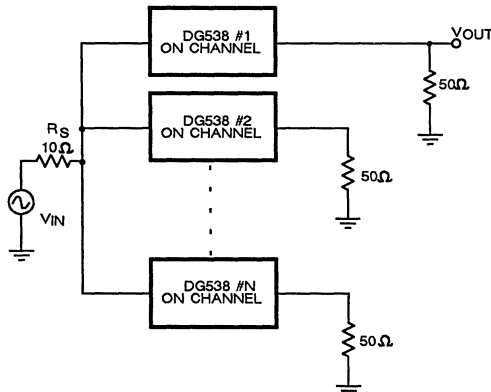 DG538 #1
ON CHANNEL
VOUT
50Ω
DG538 #2
ON CHANNEL
RS
10Ω
50Ω
VIN
DG538 #N
ON CHANNEL
50Ω